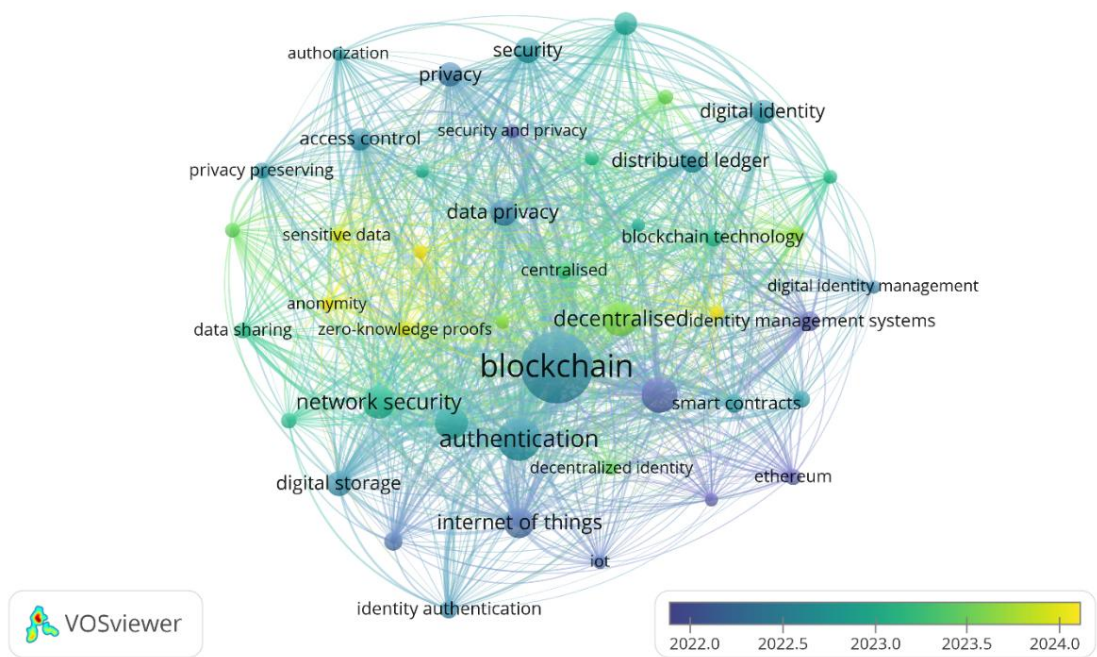 authorization
security
privacy
digital identity
security and privacy
access control
distributed ledger
privacy preserving
data privacy
sensitive data
blockchain technology
centralised
digital identity management
anonymity
zero-knowledge proofs
data sharing
decentralised
identity management systems
blockchain
network security
smart contracts
authentication
decentralized identity
ethereum
digital storage
internet of things
iot
identity authentication
VOSviewer
2022.0 2022.5 2023.0 2023.5 2024.0